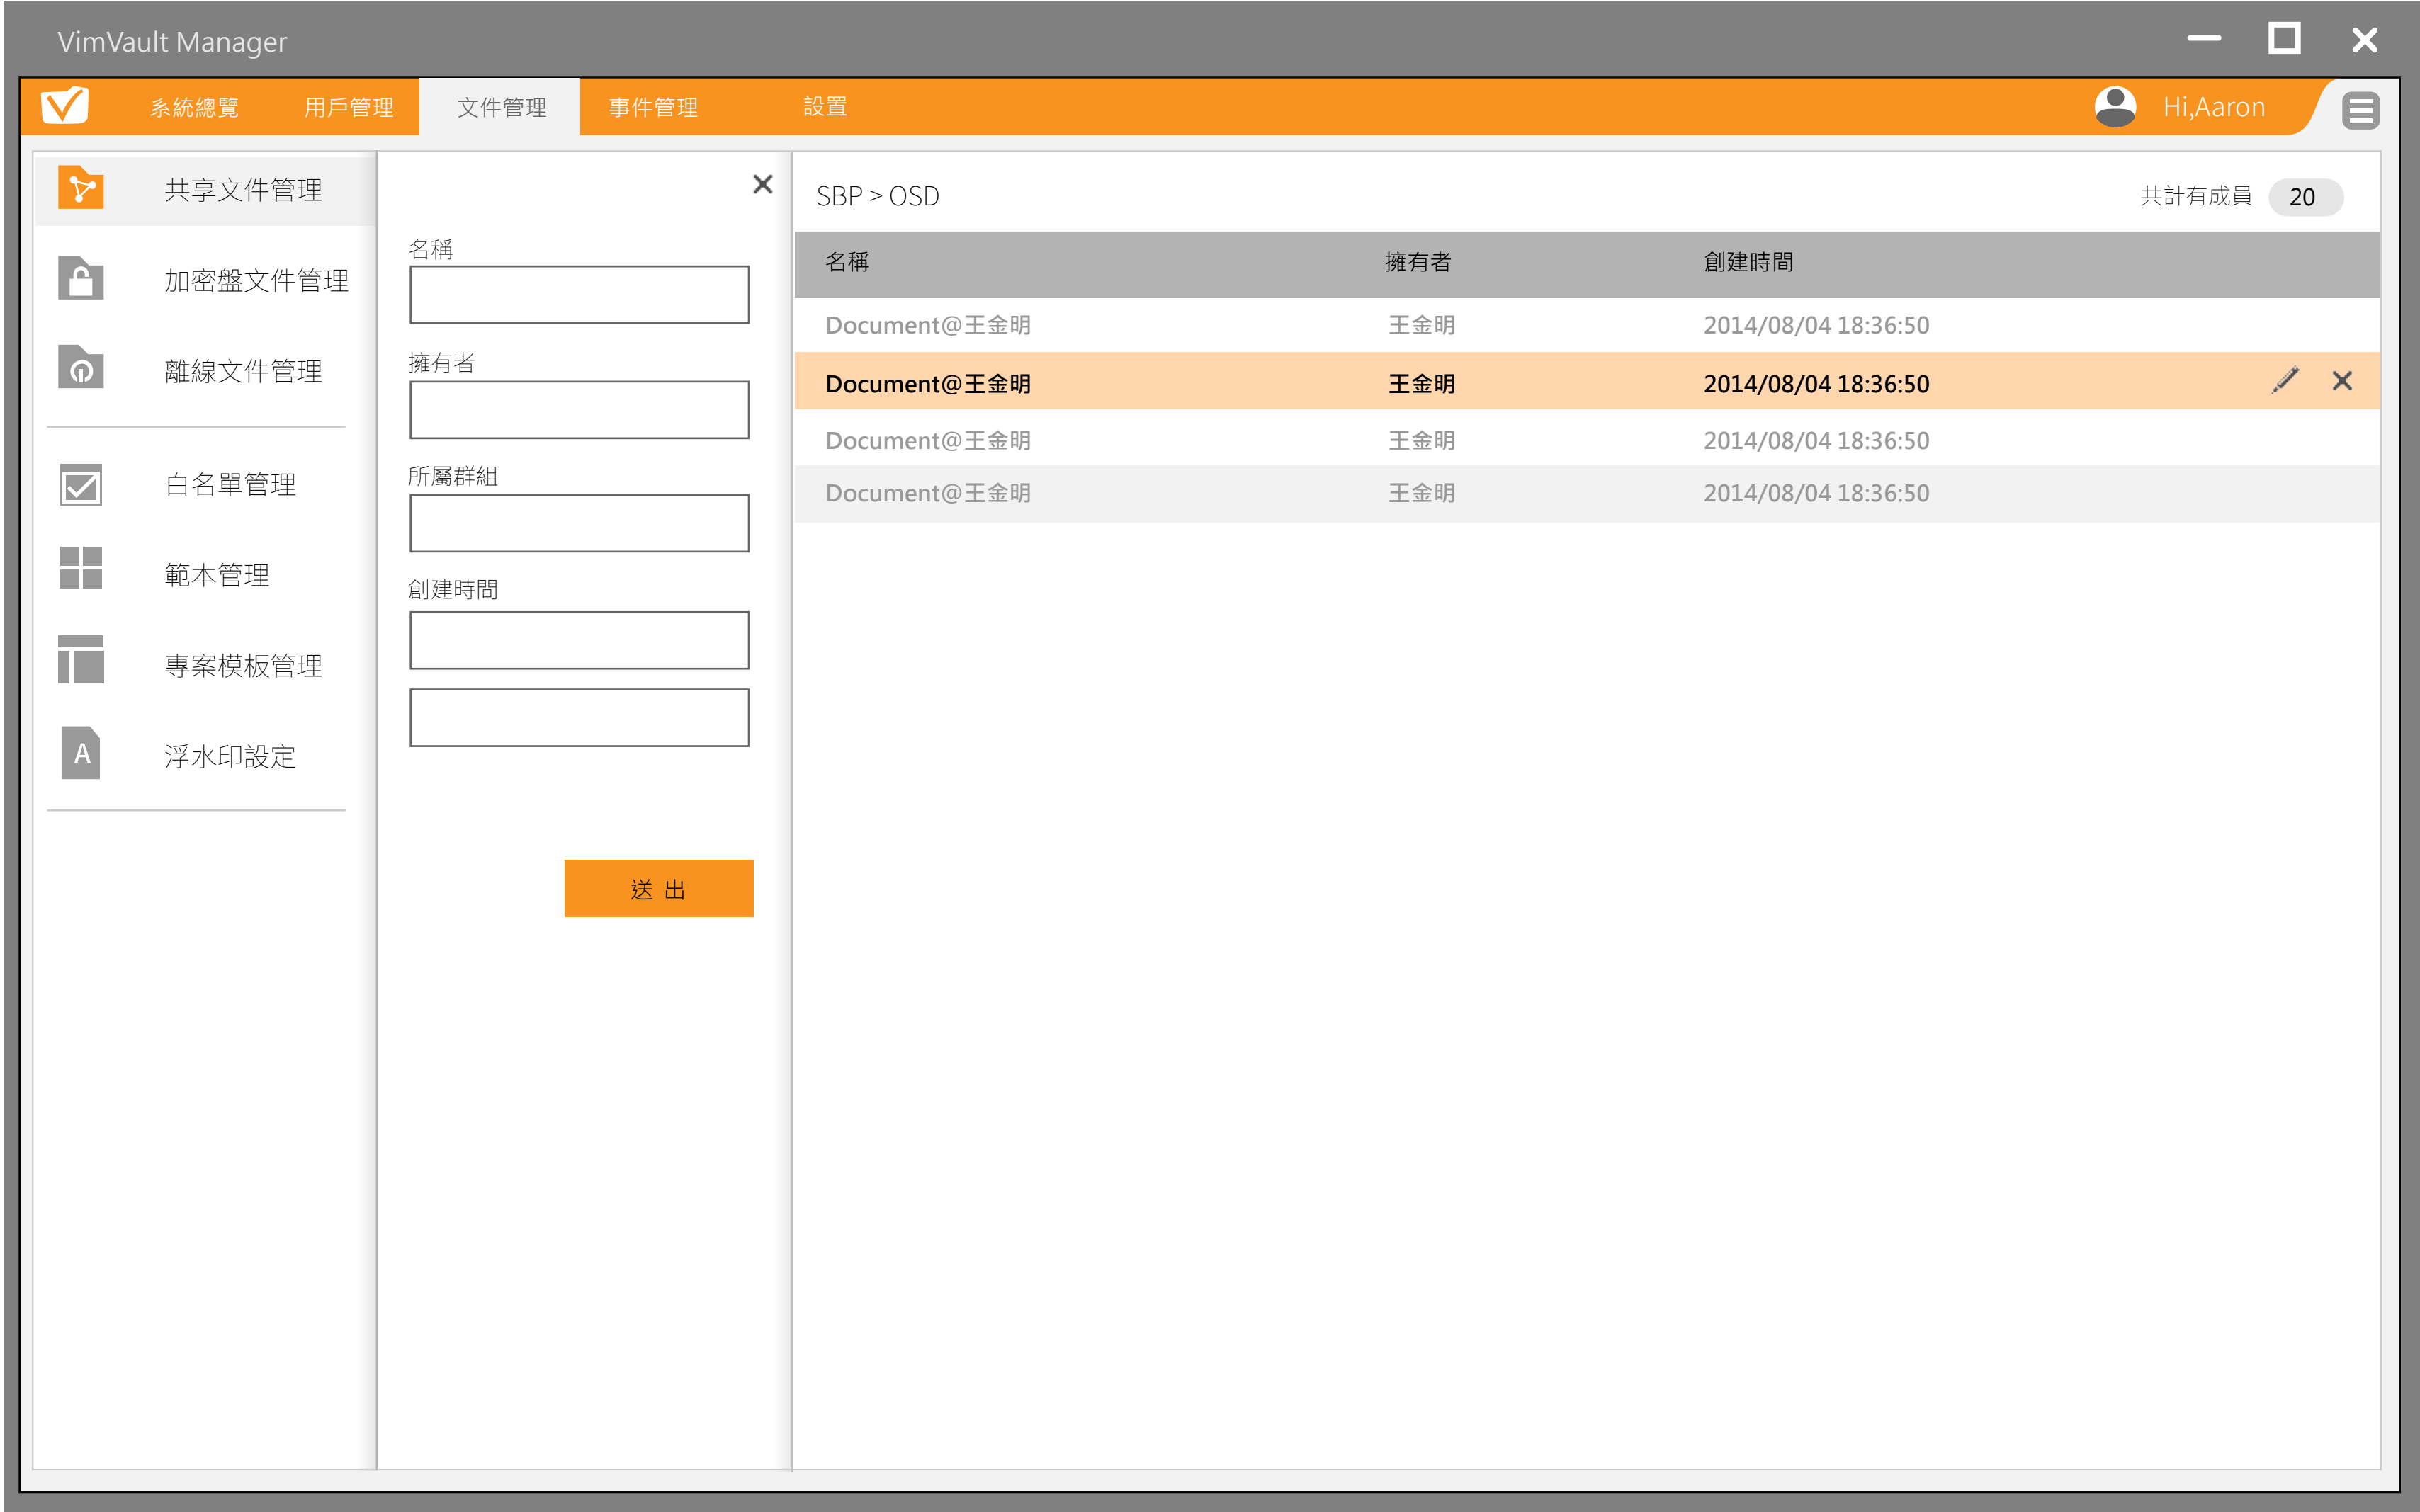 VimVault Manager
系統總覽 用戶管理 文件管理 事件管理 設置 Hi,Aaron
共享文件管理
加密盤文件管理
離線文件管理
白名單管理
範本管理
專案模板管理
A 浮水印設定
名稱
擁有者
所屬群組
創建時間
送 出
SBP > OSD 共計有成員 20
名稱 擁有者 創建時間
Document@王金明 王金明 2014/08/04 18:36:50
Document@王金明 王金明 2014/08/04 18:36:50
Document@王金明 王金明 2014/08/04 18:36:50
Document@王金明 王金明 2014/08/04 18:36:50